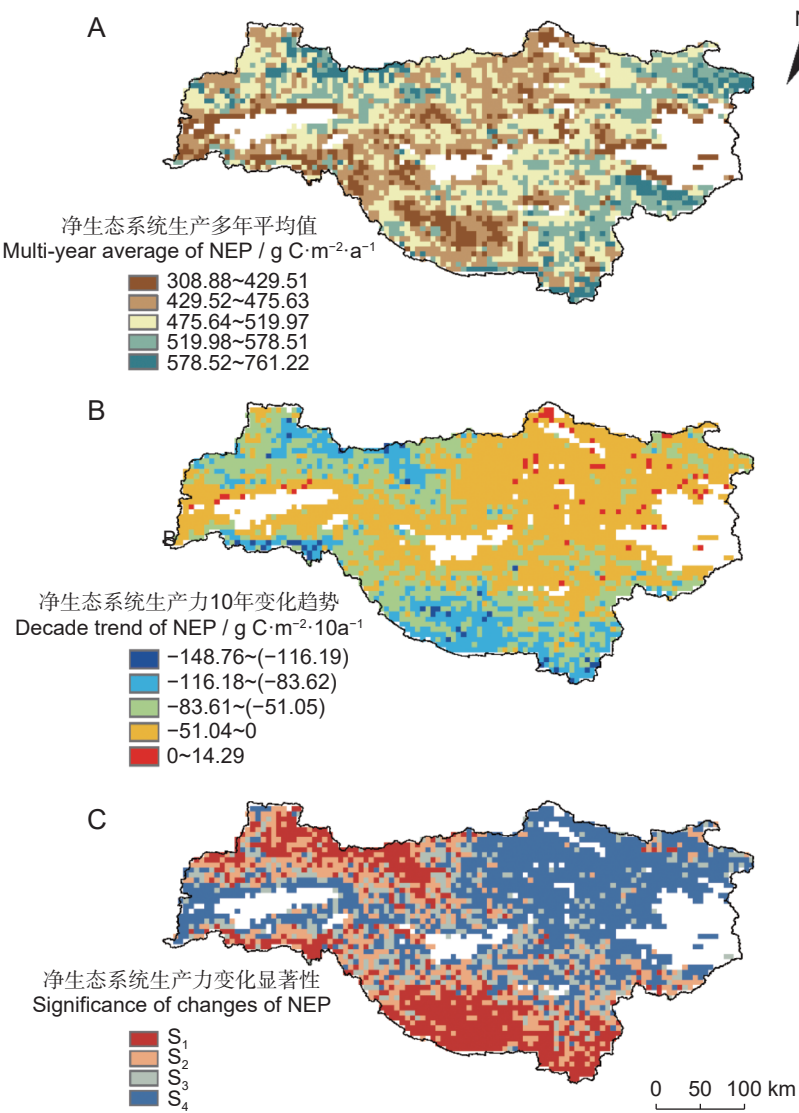 A
N
净生态系统生产多年平均值
Multi-year average of NEP / g C·m⁻²·a⁻¹
308.88~429.51
429.52~475.63
475.64~519.97
519.98~578.51
578.52~761.22
B
B
净生态系统生产力10年变化趋势
Decade trend of NEP / g C·m⁻²·10a⁻¹
−148.76~(−116.19)
−116.18~(−83.62)
−83.61~(−51.05)
−51.04~0
0~14.29
C
净生态系统生产力变化显著性
Significance of changes of NEP
S₁
S₂
S₃
S₄
0 50 100 km